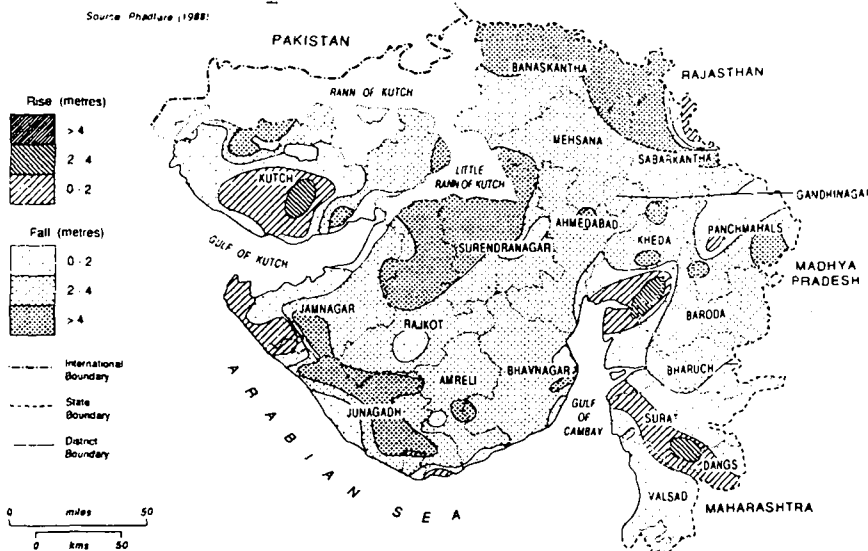 Source Phadtare (1988)
PAKISTAN
RAJASTHAN
RANN OF KUTCH
BANASKANTHA
Rise (metres)
> 4
2 - 4
0 - 2
MEHSANA
SABARKANTHA
KUTCH
LITTLE
RANN OF KUTCH
GANDHINAGAR
AHMEDABAD
PANCHMAHALS
Fall (metres)
0 - 2
2 - 4
> 4
GULF OF KUTCH
SURENDRANAGAR
KHEDA
MADHYA
PRADESH
JAMNAGAR
RAJKOT
BARODA
International
Boundary
State
Boundary
District
Boundary
AMRELI
BHAVNAGAR
BHARUCH
JUNAGADH
GULF
OF
CAMBAY
SURAT
DANGS
VALSAD
MAHARASHTRA
ARABIAN SEA
0 miles 50
0 kms 50